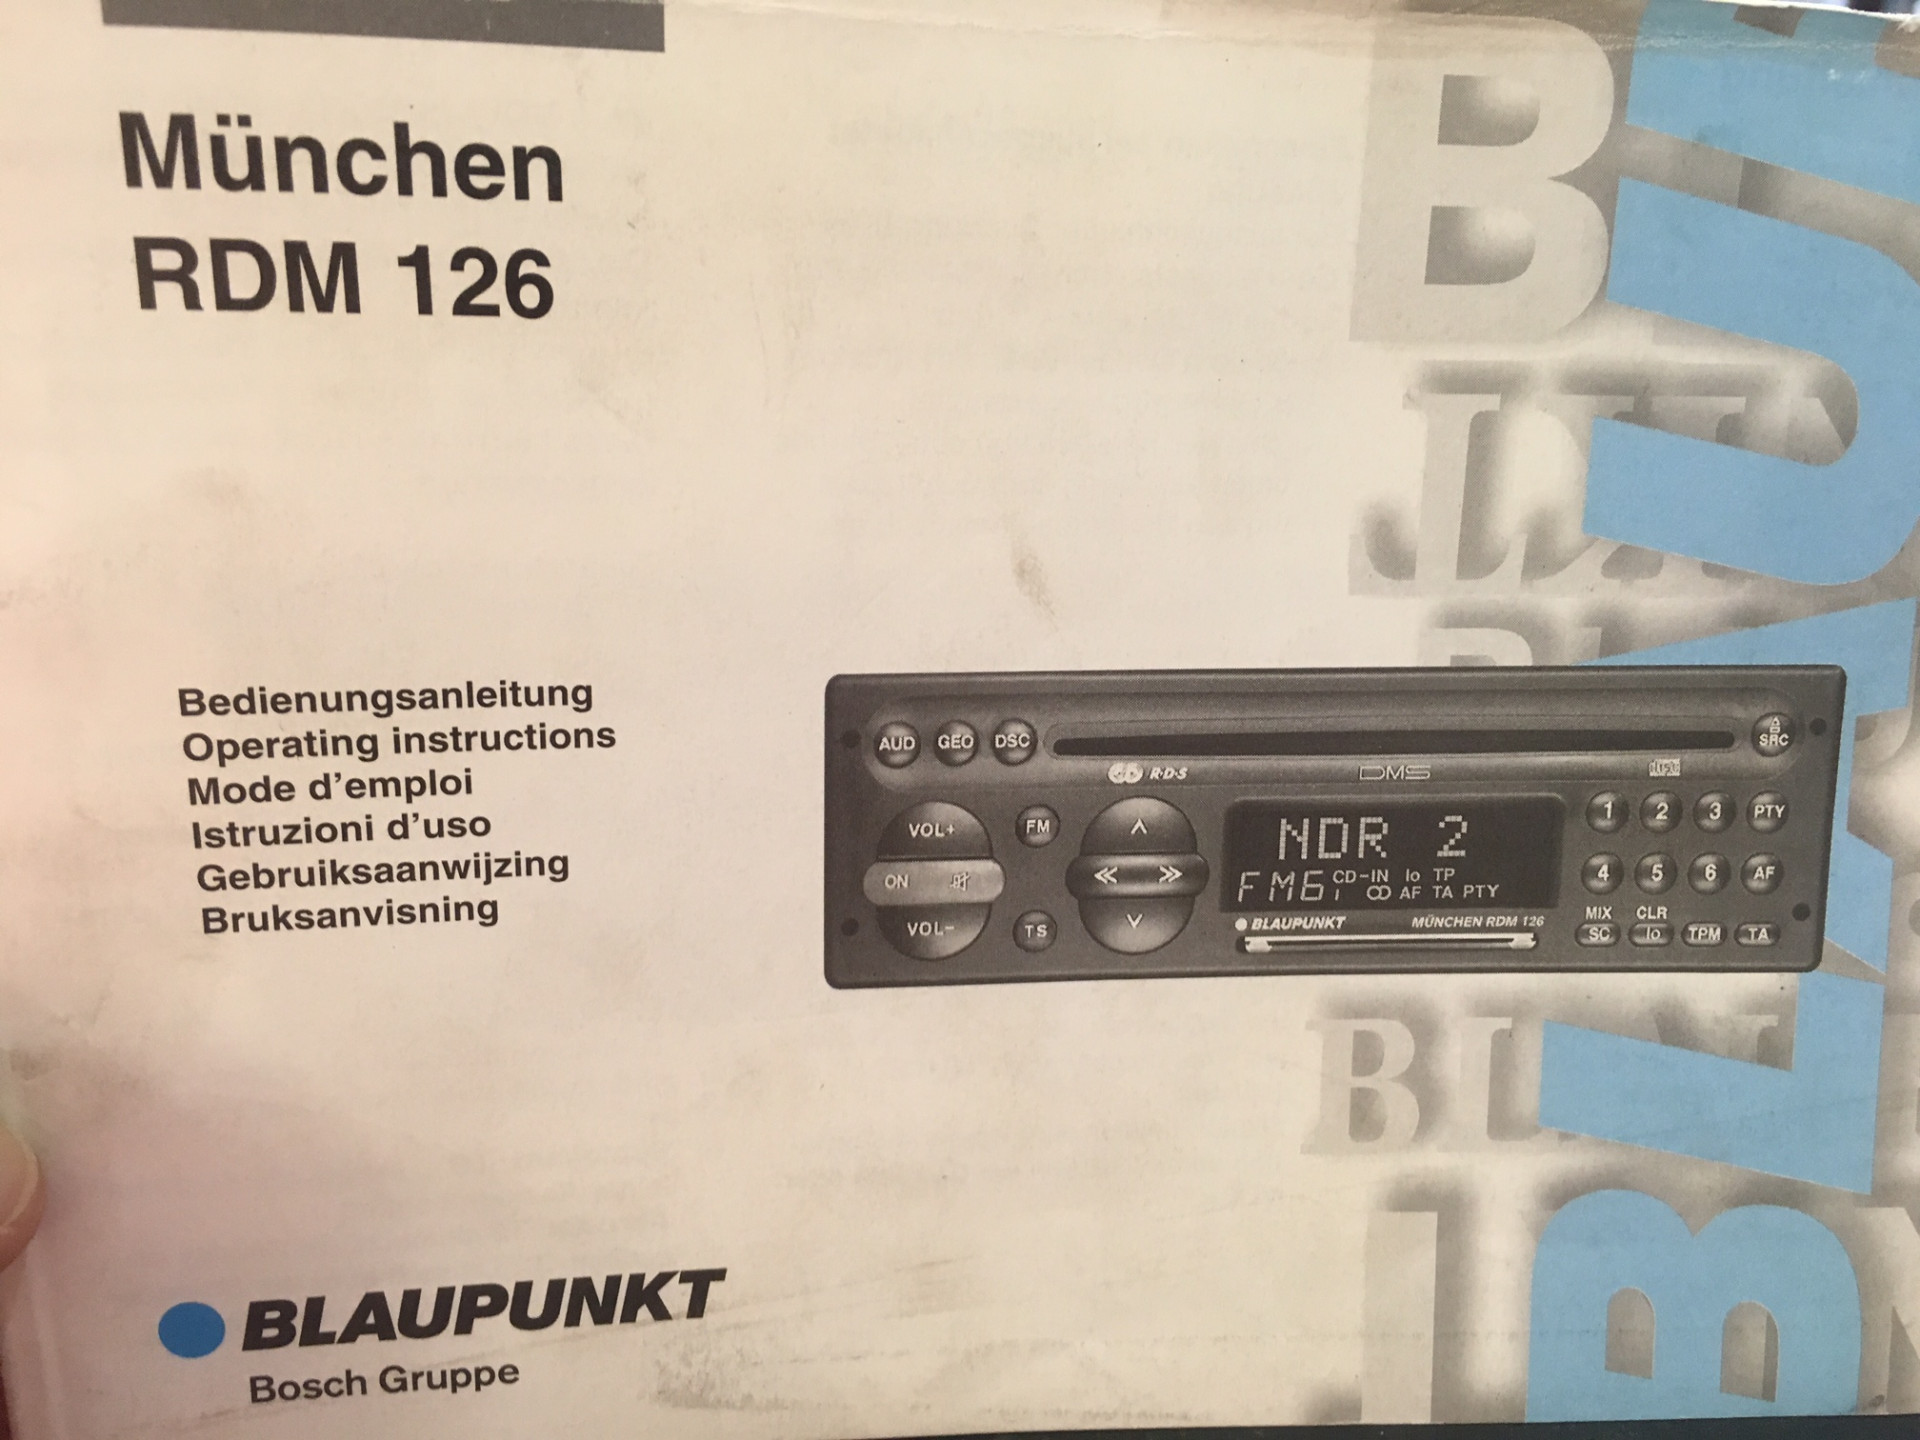 München
RDM 126
Bedienungsanleitung
Operating instructions
Mode d'emploi
Istruzioni d'uso
Gebruiksaanwijzing
Bruksanvisning
AUD GEO DSC
SRC
R·D·S DMS
VOL+ FM
ON
VOL- TS
NDR 2
FM6 CD-IN lo TP
AF TA PTY
BLAUPUNKT MÜNCHEN RDM 126
1 2 3 PTY
4 5 6 AF
MIX CLR
SC lo TPM TA
BLAUPUNKT
Bosch Gruppe
BLAU